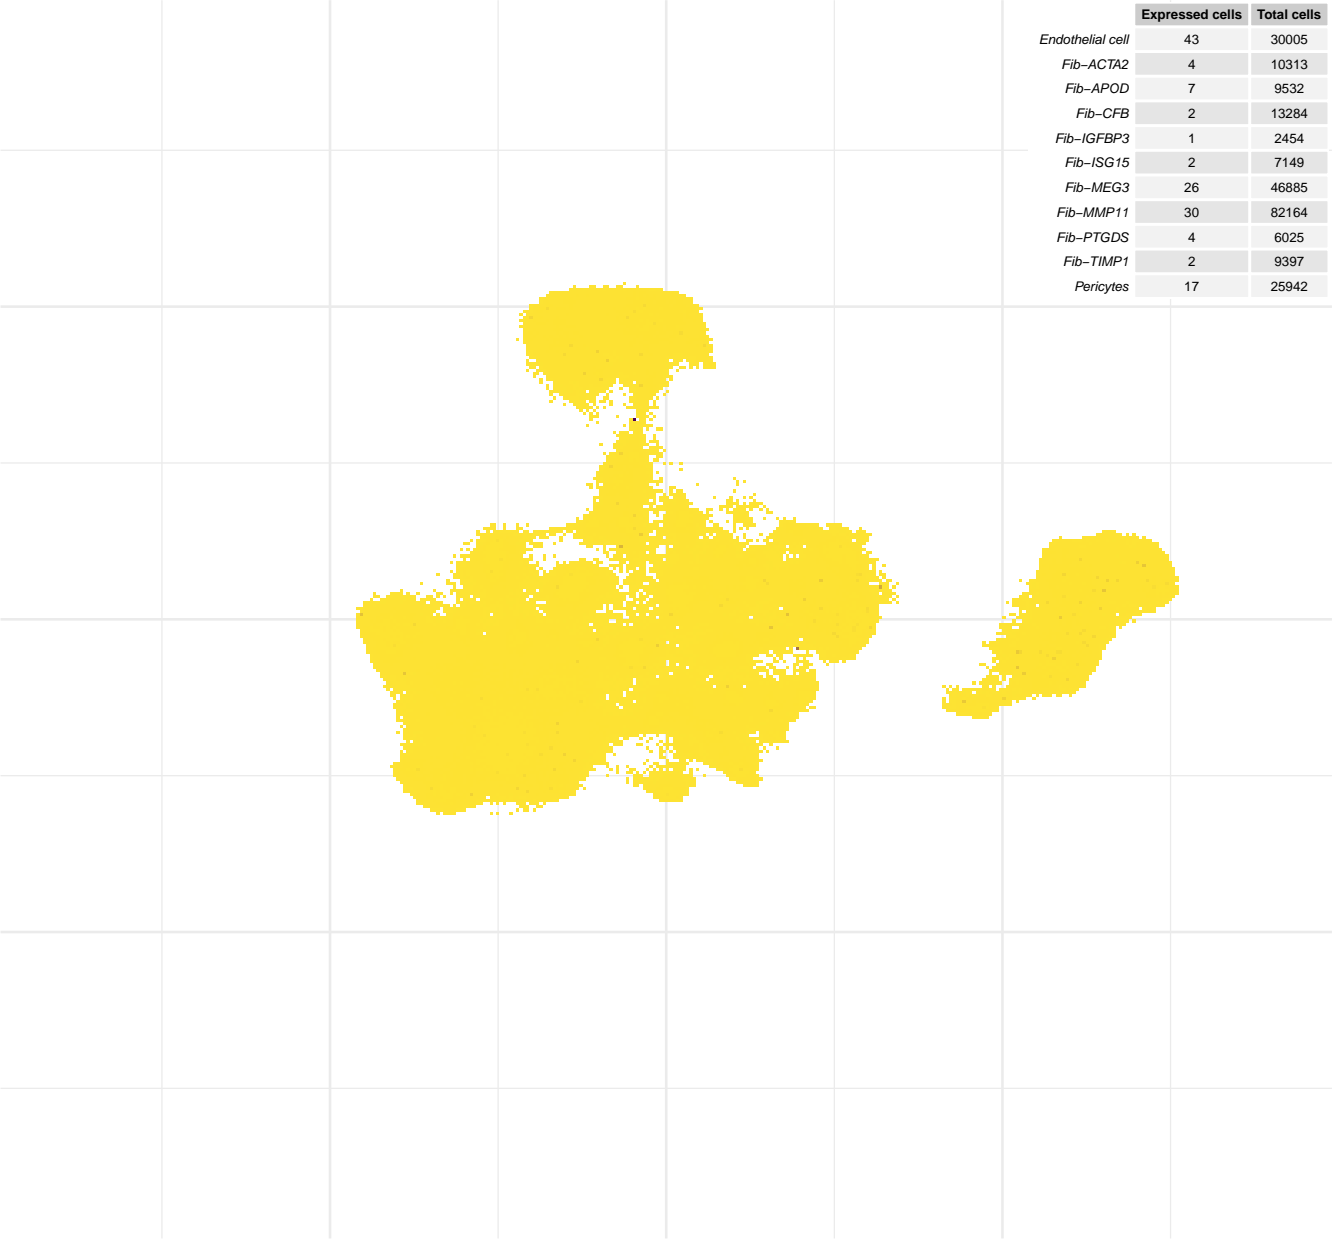 Expressed cells Total cells
Endothelial cell 43 30005
Fib−ACTA2 4 10313
Fib−APOD 7 9532
Fib−CFB 2 13284
Fib−IGFBP3 1 2454
Fib−ISG15 2 7149
Fib−MEG3 26 46885
Fib−MMP11 30 82164
Fib−PTGDS 4 6025
Fib−TIMP1 2 9397
Pericytes 17 25942